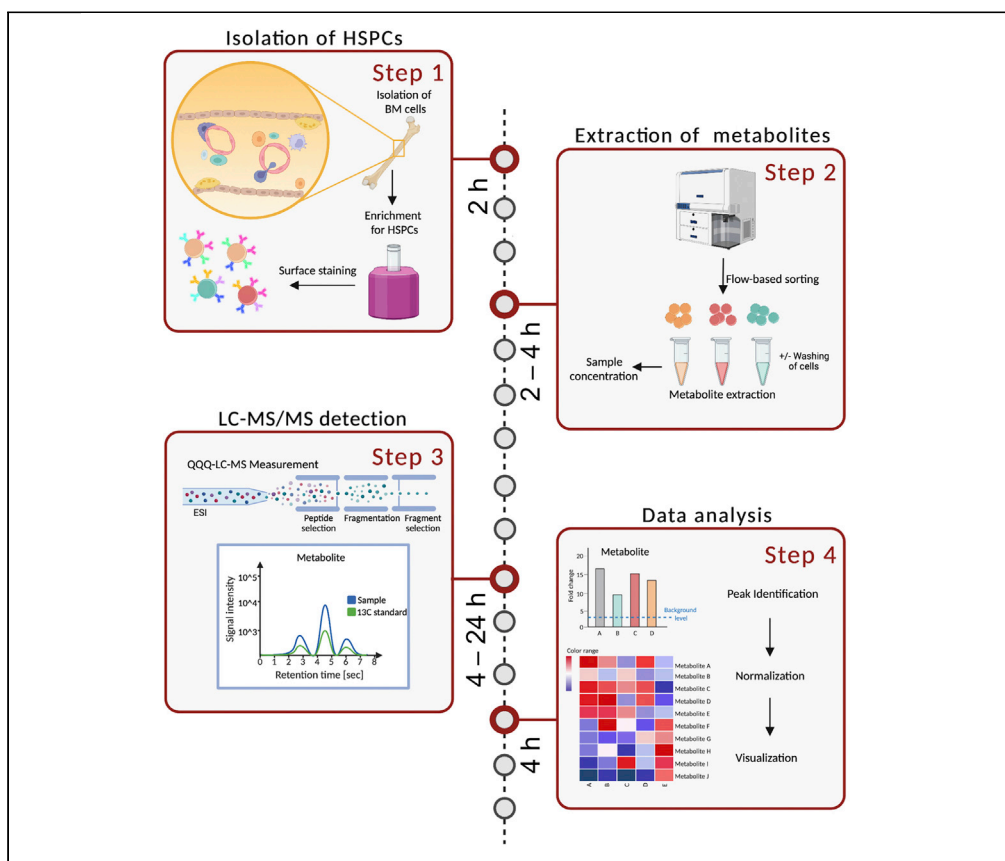 Isolation of HSPCs
Step 1
Isolation of
BM cells
Enrichment
for HSPCs
Surface staining
2 h
Extraction of metabolites
Step 2
Flow-based sorting
+/- Washing
of cells
Sample
concentration
Metabolite extraction
2 – 4 h
LC-MS/MS detection
Step 3
QQQ-LC-MS Measurement
ESI
Peptide
selection
Fragmentation
Fragment
selection
Metabolite
Signal intensity
10^5
10^4
10^3
Sample
13C standard
0 1 2 3 4 5 6 7 8
Retention time [sec]
4 – 24 h
Data analysis
Step 4
Metabolite
Fold change
20
15
10
5
0
Background
level
A B C D
Peak Identification
Normalization
Visualization
Color range
Metabolite A
Metabolite B
Metabolite C
Metabolite D
Metabolite E
Metabolite F
Metabolite G
Metabolite H
Metabolite I
Metabolite J
A B C D E
4 h